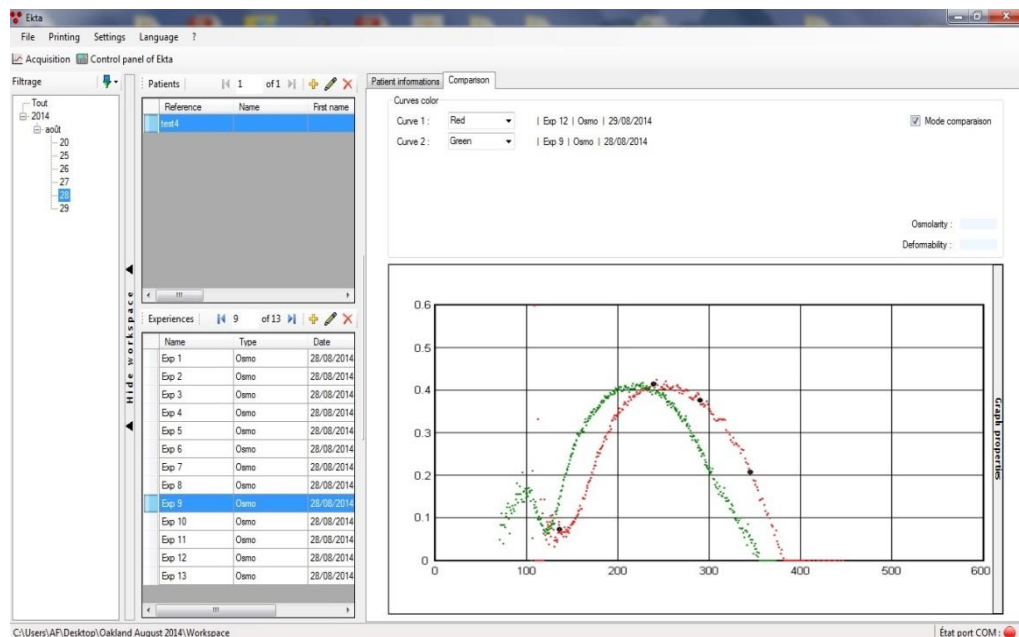 Ekta
File Printing Settings Language ?
Acquisition Control panel of Ekta
Filtrage
Tout
2014
août
20
25
26
27
28
29
Hide workspace
Patients 1 of 1
Reference Name First name
test4
Experiences 9 of 13
Name Type Date
Exp 1 Osmo 28/08/2014
Exp 2 Osmo 28/08/2014
Exp 3 Osmo 28/08/2014
Exp 4 Osmo 28/08/2014
Exp 5 Osmo 28/08/2014
Exp 6 Osmo 28/08/2014
Exp 7 Osmo 28/08/2014
Exp 8 Osmo 28/08/2014
Exp 9 Osmo 28/08/2014
Exp 10 Osmo 28/08/2014
Exp 11 Osmo 28/08/2014
Exp 12 Osmo 28/08/2014
Exp 13 Osmo 28/08/2014
Patient informations Comparison
Curves color
Curve 1 : Red | Exp 12 | Osmo | 29/08/2014 Mode comparaison
Curve 2 : Green | Exp 9 | Osmo | 28/08/2014
Osmolarity :
Deformability :
0.6
0.5
0.4
0.3
0.2
0.1
0
0 100 200 300 400 500 600
Graph properties
C:\Users\AF\Desktop\Oakland August 2014\Workspace État port COM :